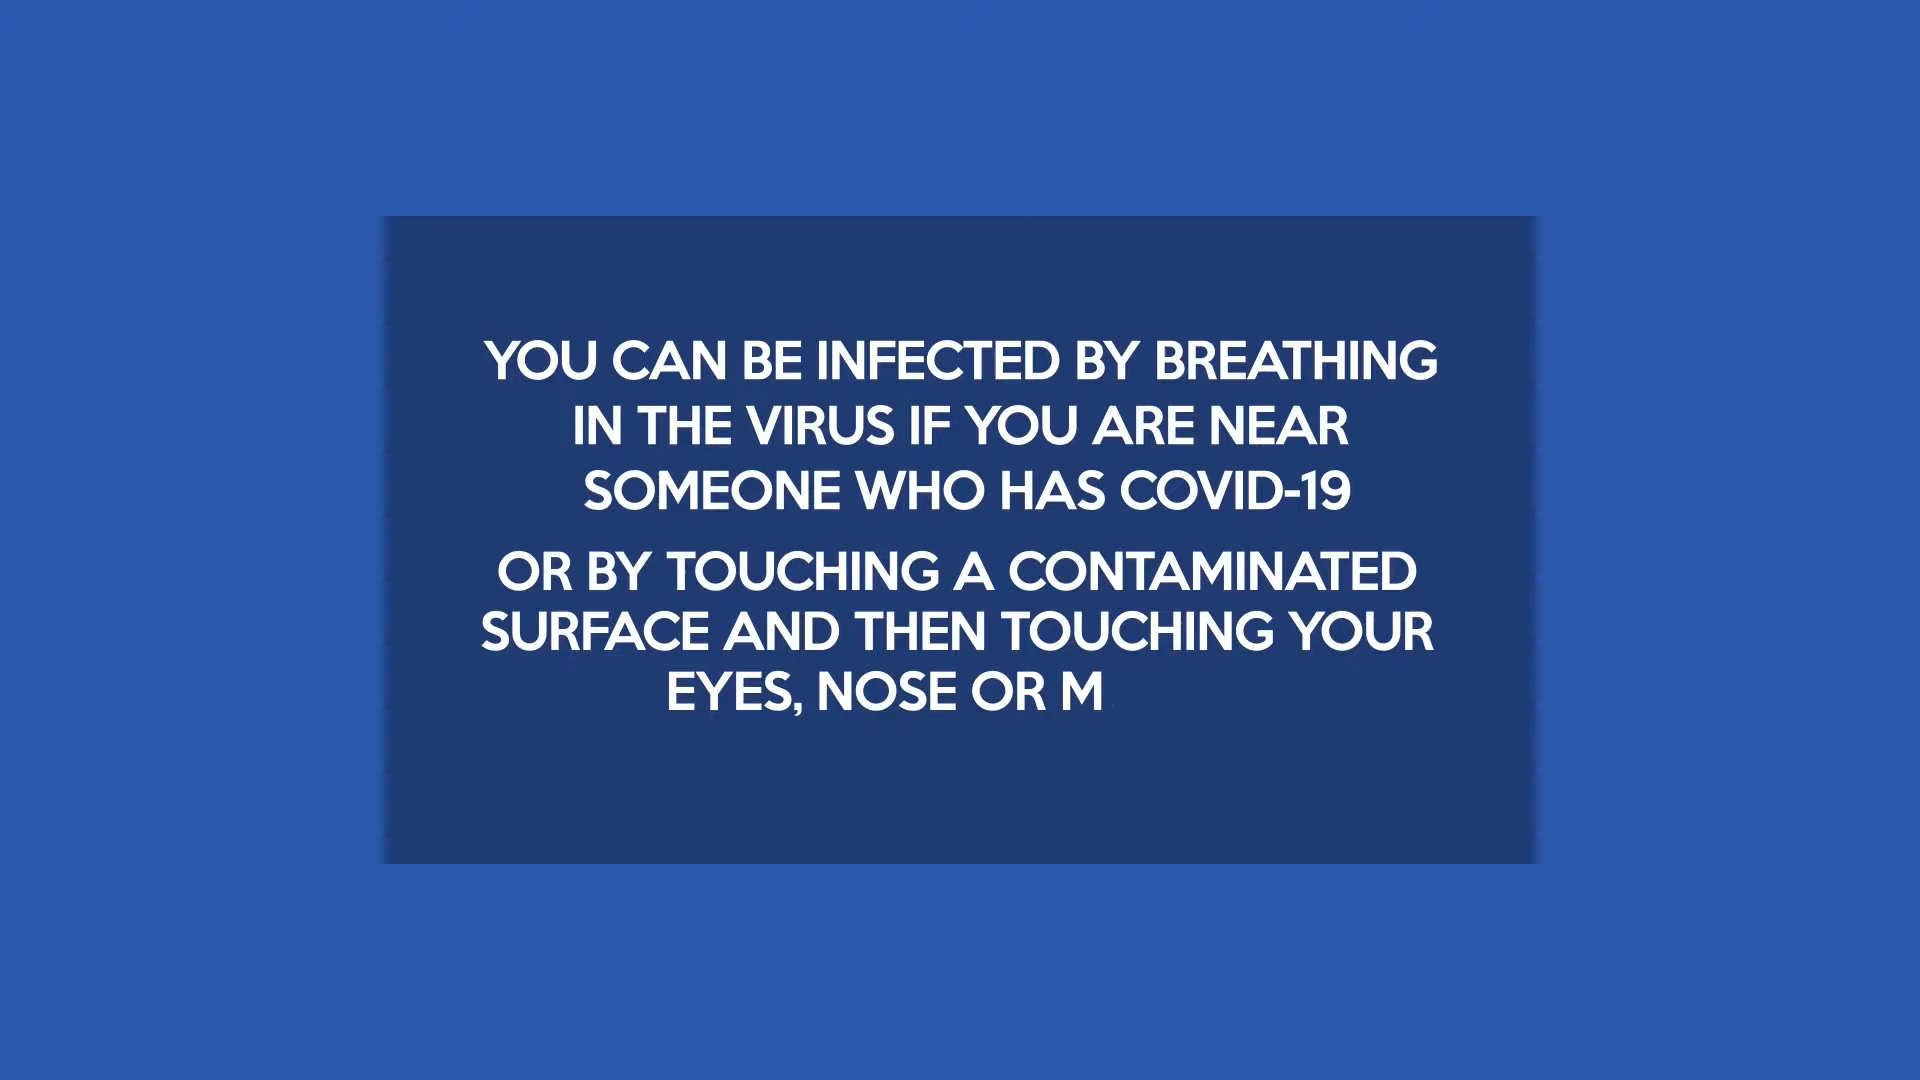 YOU CAN BE INFECTED BY BREATHING
IN THE VIRUS IF YOU ARE NEAR
SOMEONE WHO HAS COVID-19
OR BY TOUCHING A CONTAMINATED
SURFACE AND THEN TOUCHING YOUR
EYES, NOSE OR M